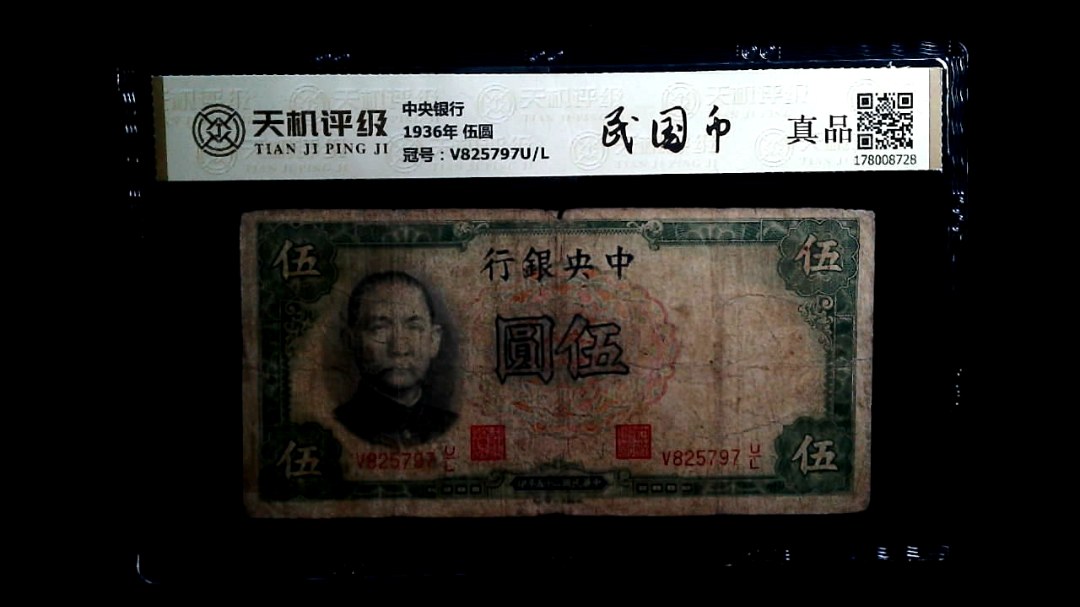 天机评级
TIAN JI PING JI
中央银行
1936年 伍圆
冠号：V825797U/L
民国币
真品
178008728
伍
行銀央中
伍
圓伍
伍
V825797 U/L
V825797 U/L
伍